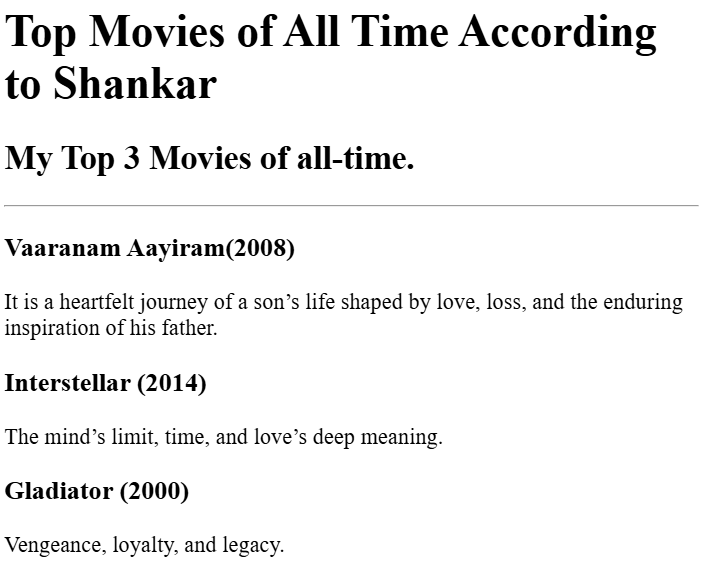 Top Movies of All Time According
to Shankar
My Top 3 Movies of all-time.
Vaaranam Aayiram(2008)
It is a heartfelt journey of a son’s life shaped by love, loss, and the enduring
inspiration of his father.
Interstellar (2014)
The mind’s limit, time, and love’s deep meaning.
Gladiator (2000)
Vengeance, loyalty, and legacy.